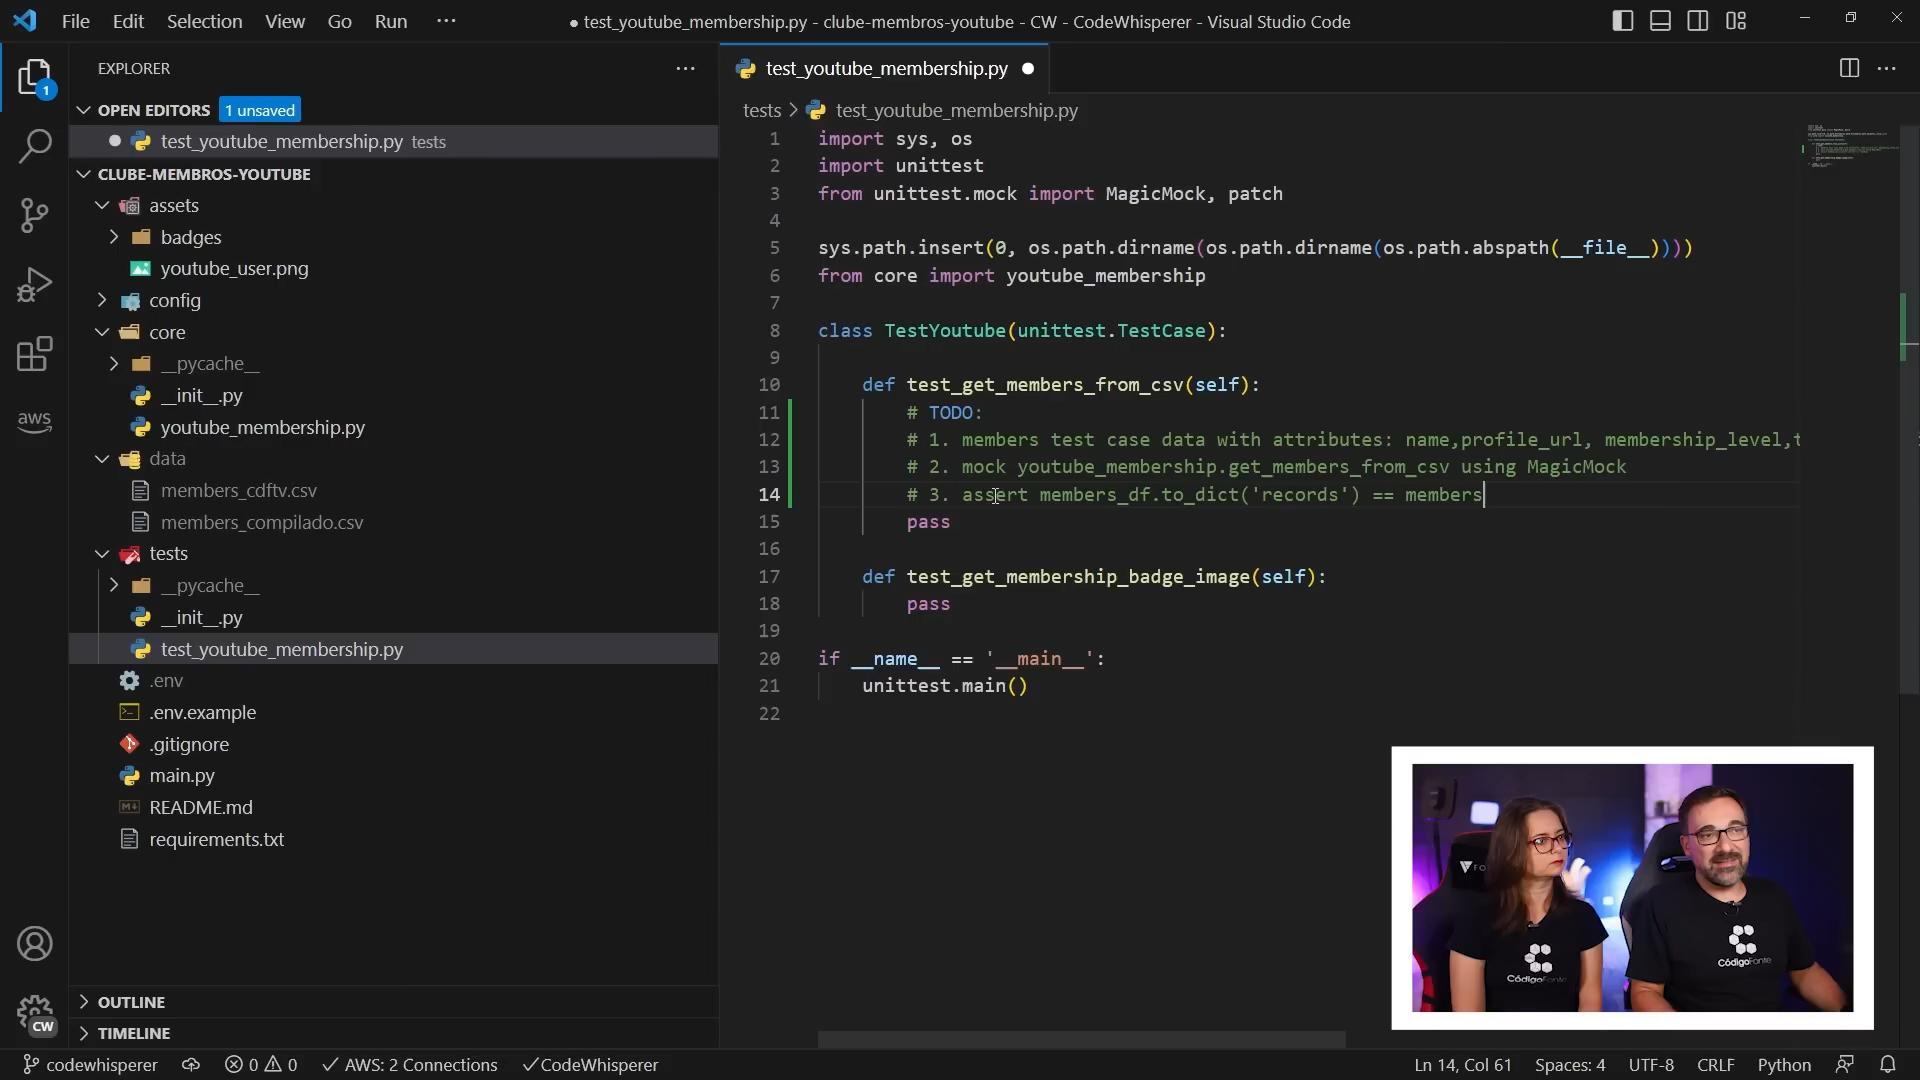 File Edit Selection View Go Run ···
● test_youtube_membership.py - clube-membros-youtube - CW - CodeWhisperer - Visual Studio Code
EXPLORER
OPEN EDITORS 1 unsaved
test_youtube_membership.py tests
CLUBE-MEMBROS-YOUTUBE
assets
badges
youtube_user.png
config
core
__pycache__
__init__.py
youtube_membership.py
data
members_cdftv.csv
members_compilado.csv
tests
__pycache__
__init__.py
test_youtube_membership.py
.env
.env.example
.gitignore
main.py
README.md
requirements.txt
OUTLINE
TIMELINE
1
aws
CW
test_youtube_membership.py
tests > test_youtube_membership.py
1 import sys, os
2 import unittest
3 from unittest.mock import MagicMock, patch
4
5 sys.path.insert(0, os.path.dirname(os.path.dirname(os.path.abspath(__file__))))
6 from core import youtube_membership
7
8 class TestYoutube(unittest.TestCase):
9
10 def test_get_members_from_csv(self):
11 # TODO:
12 # 1. members test case data with attributes: name,profile_url, membership_level,t
13 # 2. mock youtube_membership.get_members_from_csv using MagicMock
14 # 3. assert members_df.to_dict('records') == members
15 pass
16
17 def test_get_membership_badge_image(self):
18 pass
19
20 if __name__ == '__main__':
21 unittest.main()
22
CódigoFonte
CódigoFonte
codewhisperer 0 0 AWS: 2 Connections CodeWhisperer Ln 14, Col 61 Spaces: 4 UTF-8 CRLF Python